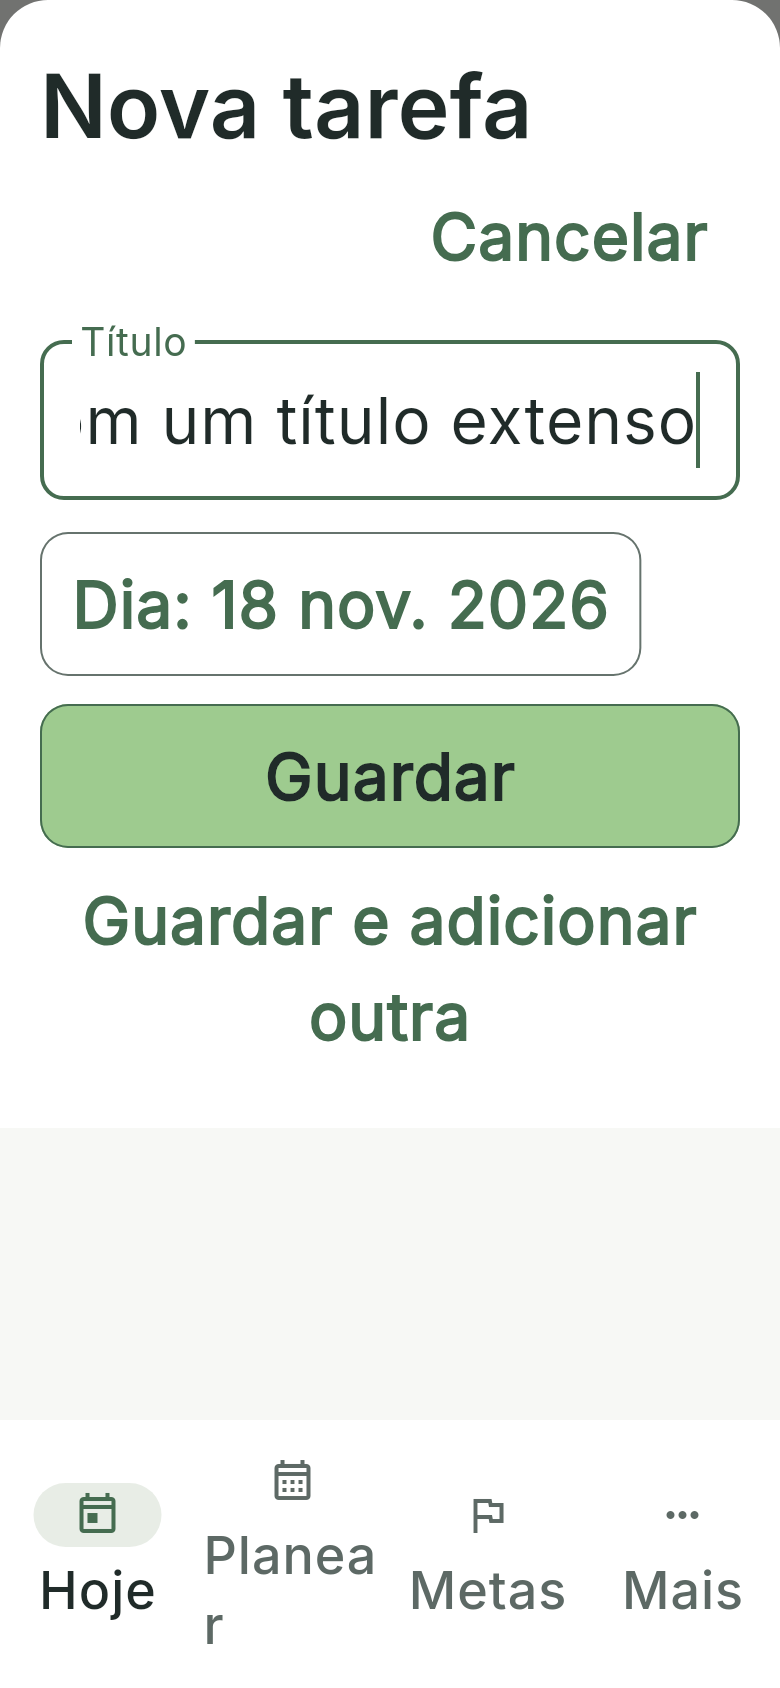 Nova tarefa
Cancelar
Título
m um título extenso
Dia: 18 nov. 2026
Guardar
Guardar e adicionar
outra
Hoje
Planea
r
Metas
Mais